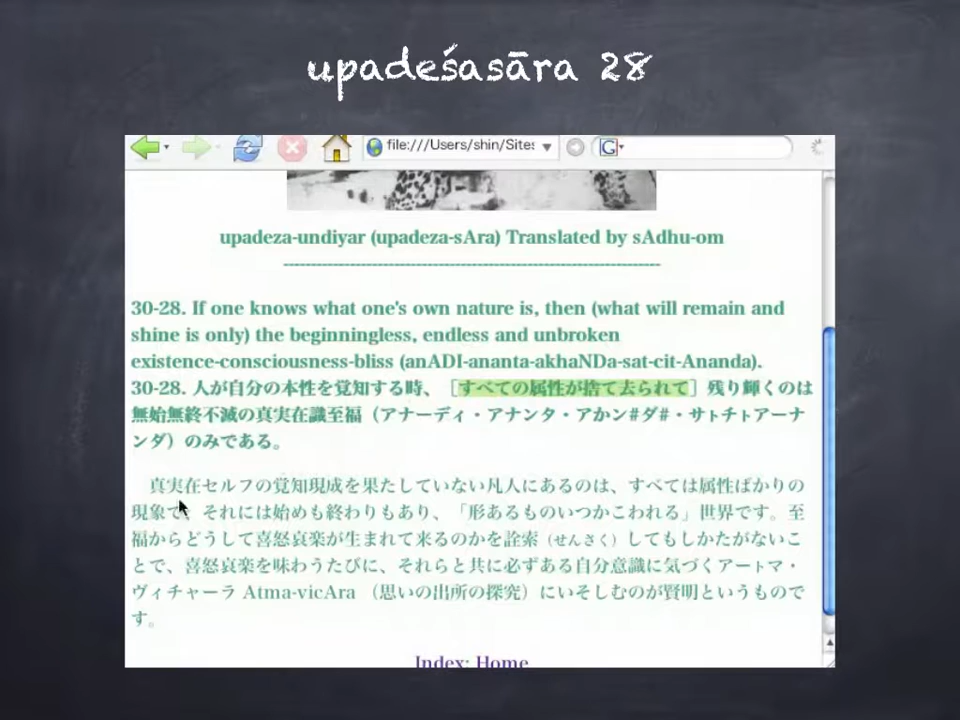 upadeśasāra 28
file:///Users/shin/Sites
G
upadeza-undiyar (upadeza-sAra) Translated by sAdhu-om
-----------------------------------------------------------------
30-28. If one knows what one's own nature is, then (what will remain and
shine is only) the beginningless, endless and unbroken
existence-consciousness-bliss (anADI-ananta-akhaNDa-sat-cit-Ananda).
30-28. 人が自分の本性を覚知する時、［すべての属性が捨て去られて］残り輝くのは
無始無終不滅の真実在識至福（アナーディ・アナンタ・アかン#ダ#・サトチトアーナ
ンダ）のみである。
真実在セルフの覚知現成を果たしていない凡人にあるのは、すべては属性ばかりの
現象で、それには始めも終わりもあり、「形あるものいつかこわれる」世界です。至
福からどうして喜怒哀楽が生まれて来るのかを詮索（せんさく）してもしかたがないこ
とで、喜怒哀楽を味わうたびに、それらと共に必ずある自分意識に気づくアートマ・
ヴィチャーラ Atma-vicAra （思いの出所の探究）にいそしむのが賢明というもので
す。
Index: Home